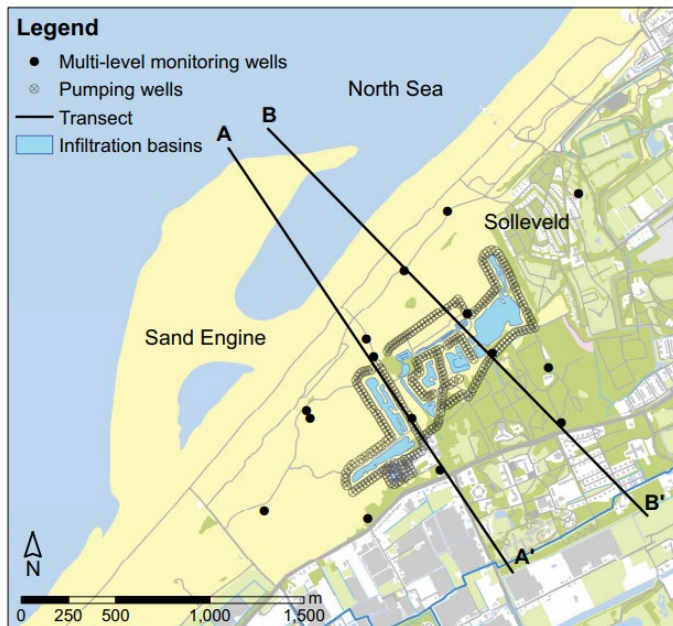 Legend
Multi-level monitoring wells
Pumping wells
Transect
Infiltration basins
North Sea
A
B
Solleveld
Sand Engine
B'
A'
N
0 250 500 1,000 1,500 m